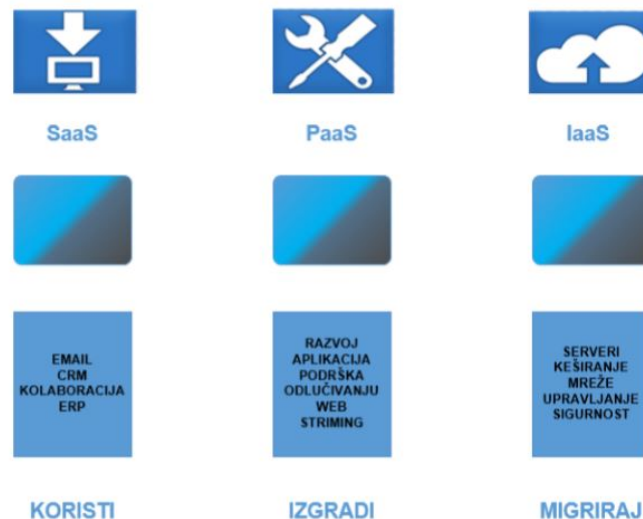 SaaS
PaaS
IaaS
EMAIL
CRM
KOLABORACIJA
ERP
RAZVOJ
APLIKACIJA
PODRŠKA
ODLUČIVANJU
WEB
STRIMING
SERVERI
KEŠIRANJE
MREŽE
UPRAVLJANJE
SIGURNOST
KORISTI
IZGRADI
MIGRIRAJ